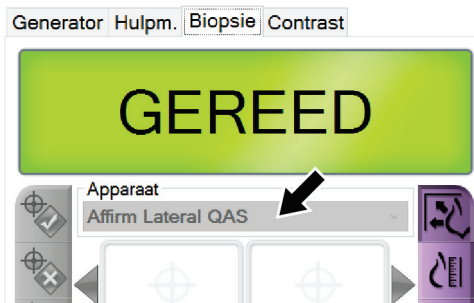 Generator Hulpm. Biopsie Contrast
GEREED
Apparaat
Affirm Lateral QAS